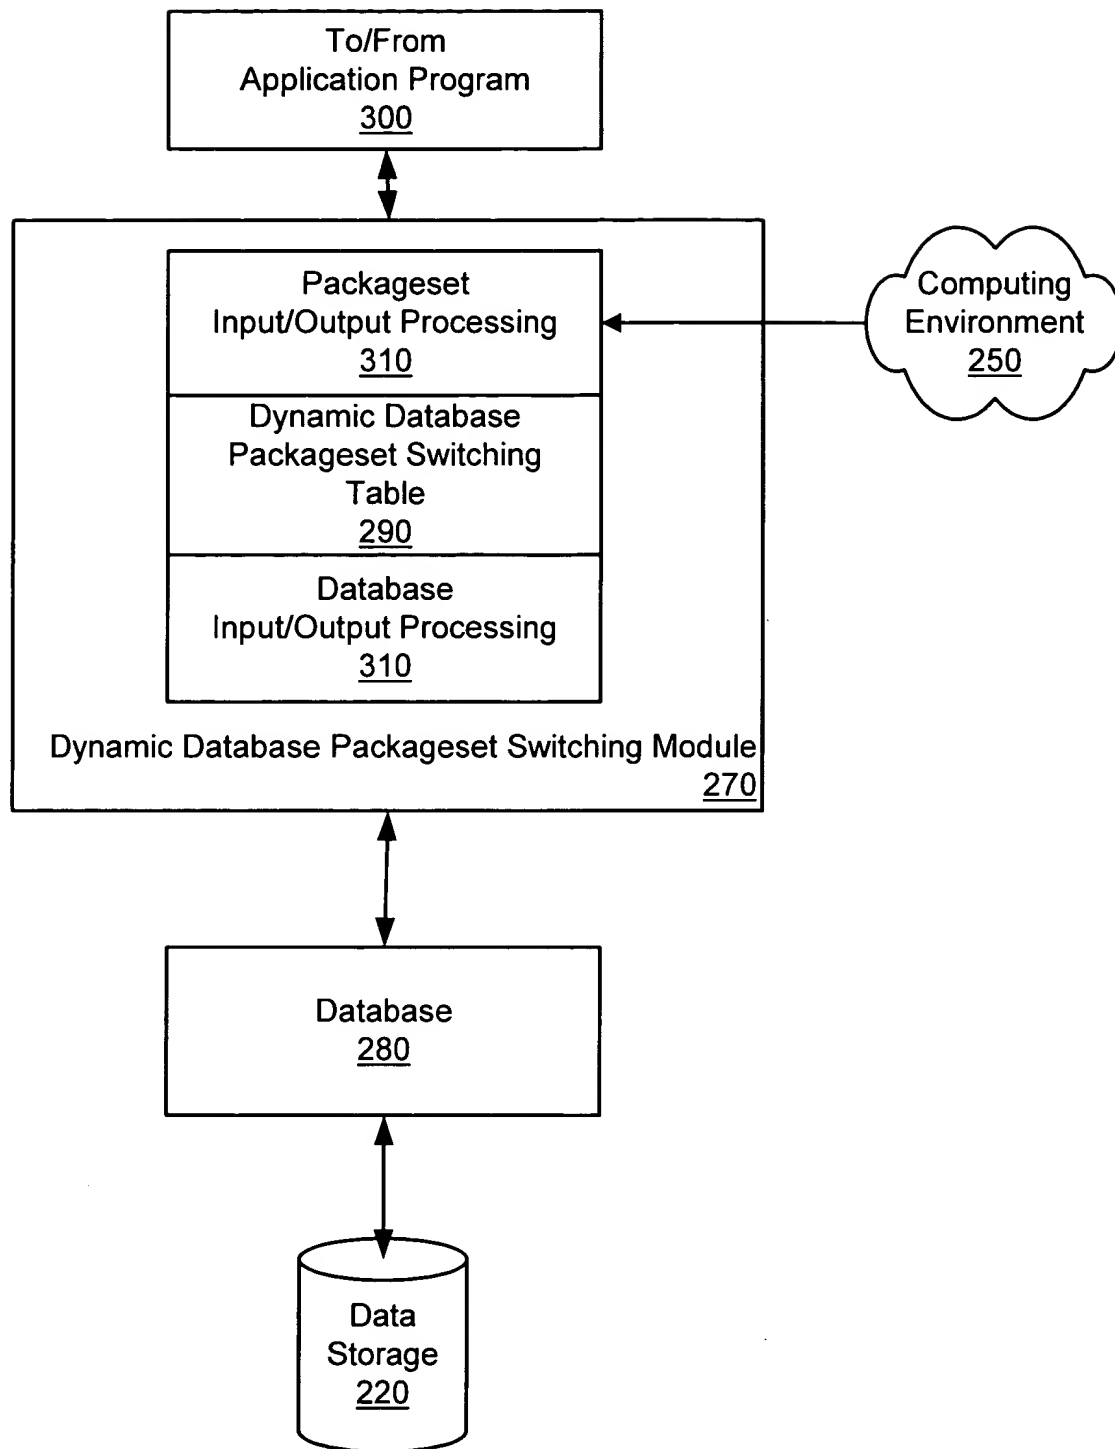 To/From
Application Program
300
Packageset
Input/Output Processing
310
Computing
Environment
250
Dynamic Database
Packageset Switching
Table
290
Database
Input/Output Processing
310
Dynamic Database Packageset Switching Module
270
Database
280
Data
Storage
220